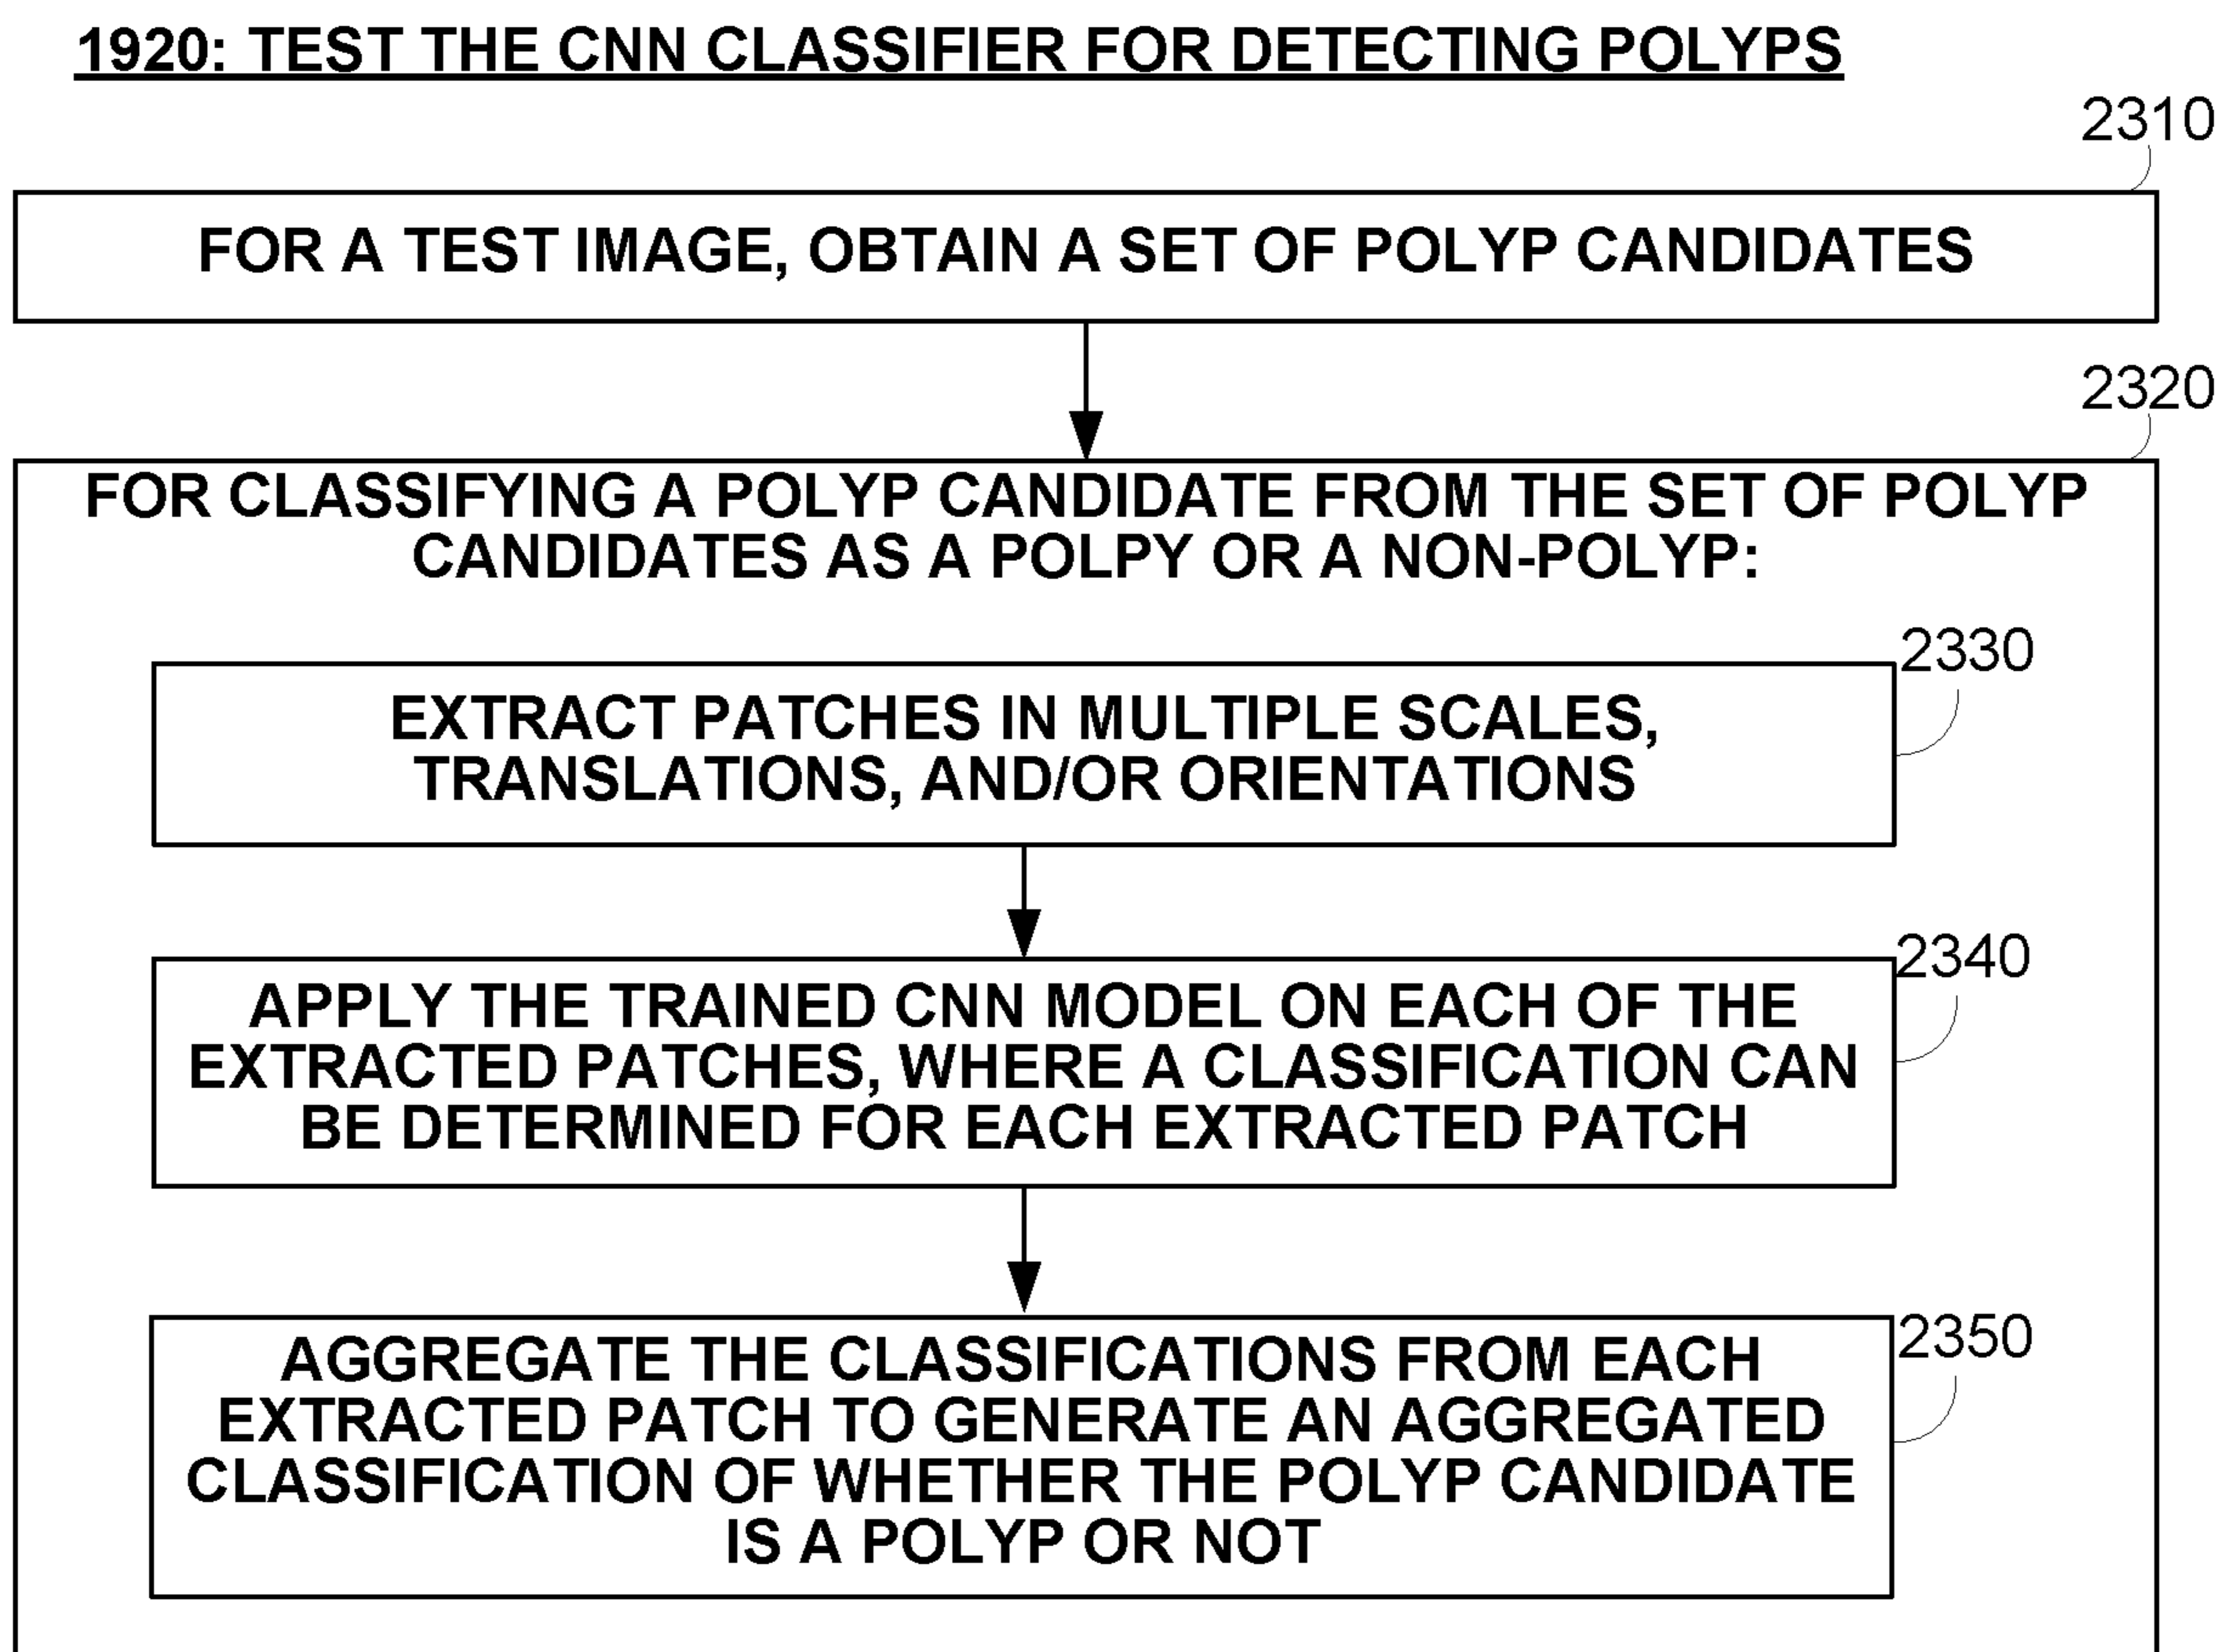 1920: TEST THE CNN CLASSIFIER FOR DETECTING POLYPS
2310
FOR A TEST IMAGE, OBTAIN A SET OF POLYP CANDIDATES
2320
FOR CLASSIFYING A POLYP CANDIDATE FROM THE SET OF POLYP
CANDIDATES AS A POLPY OR A NON-POLYP:
2330
EXTRACT PATCHES IN MULTIPLE SCALES,
TRANSLATIONS, AND/OR ORIENTATIONS
2340
APPLY THE TRAINED CNN MODEL ON EACH OF THE
EXTRACTED PATCHES, WHERE A CLASSIFICATION CAN
BE DETERMINED FOR EACH EXTRACTED PATCH
2350
AGGREGATE THE CLASSIFICATIONS FROM EACH
EXTRACTED PATCH TO GENERATE AN AGGREGATED
CLASSIFICATION OF WHETHER THE POLYP CANDIDATE
IS A POLYP OR NOT